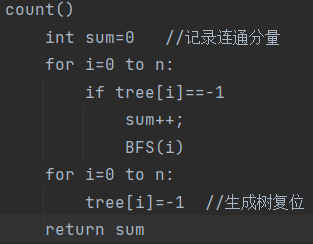 count()
int sum=0 //记录连通分量
for i=0 to n:
if tree[i]==-1
sum++;
BFS(i)
for i=0 to n:
tree[i]=-1 //生成树复位
return sum